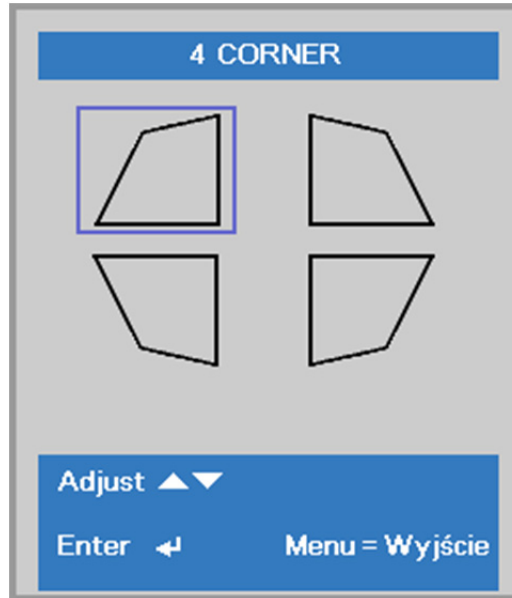 4 CORNER
Adjust ▲▼
Enter ↵ Menu = Wyjście